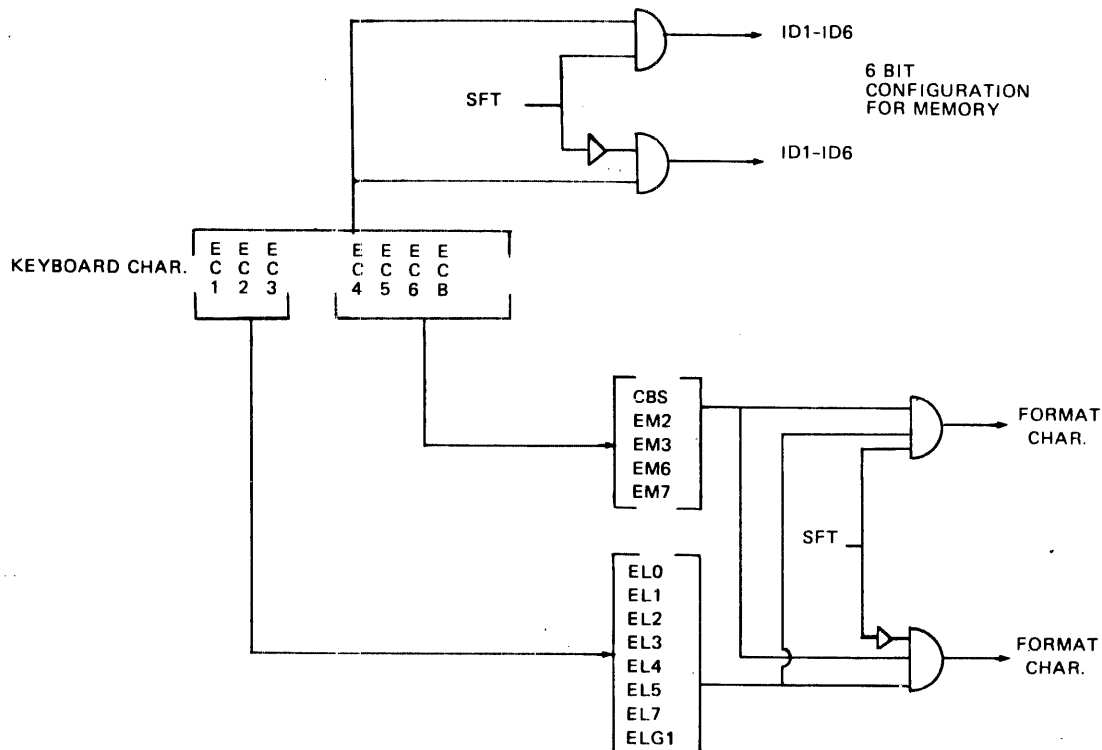 ID1-ID6
6 BIT
CONFIGURATION
FOR MEMORY
SFT
ID1-ID6
KEYBOARD CHAR.
E E E E E E E
C C C C C C C
1 2 3 4 5 6 B
CBS
EM2
EM3
EM6
EM7
FORMAT
CHAR.
SFT
EL0
EL1
EL2
EL3
EL4
EL5
EL7
ELG1
FORMAT
CHAR.